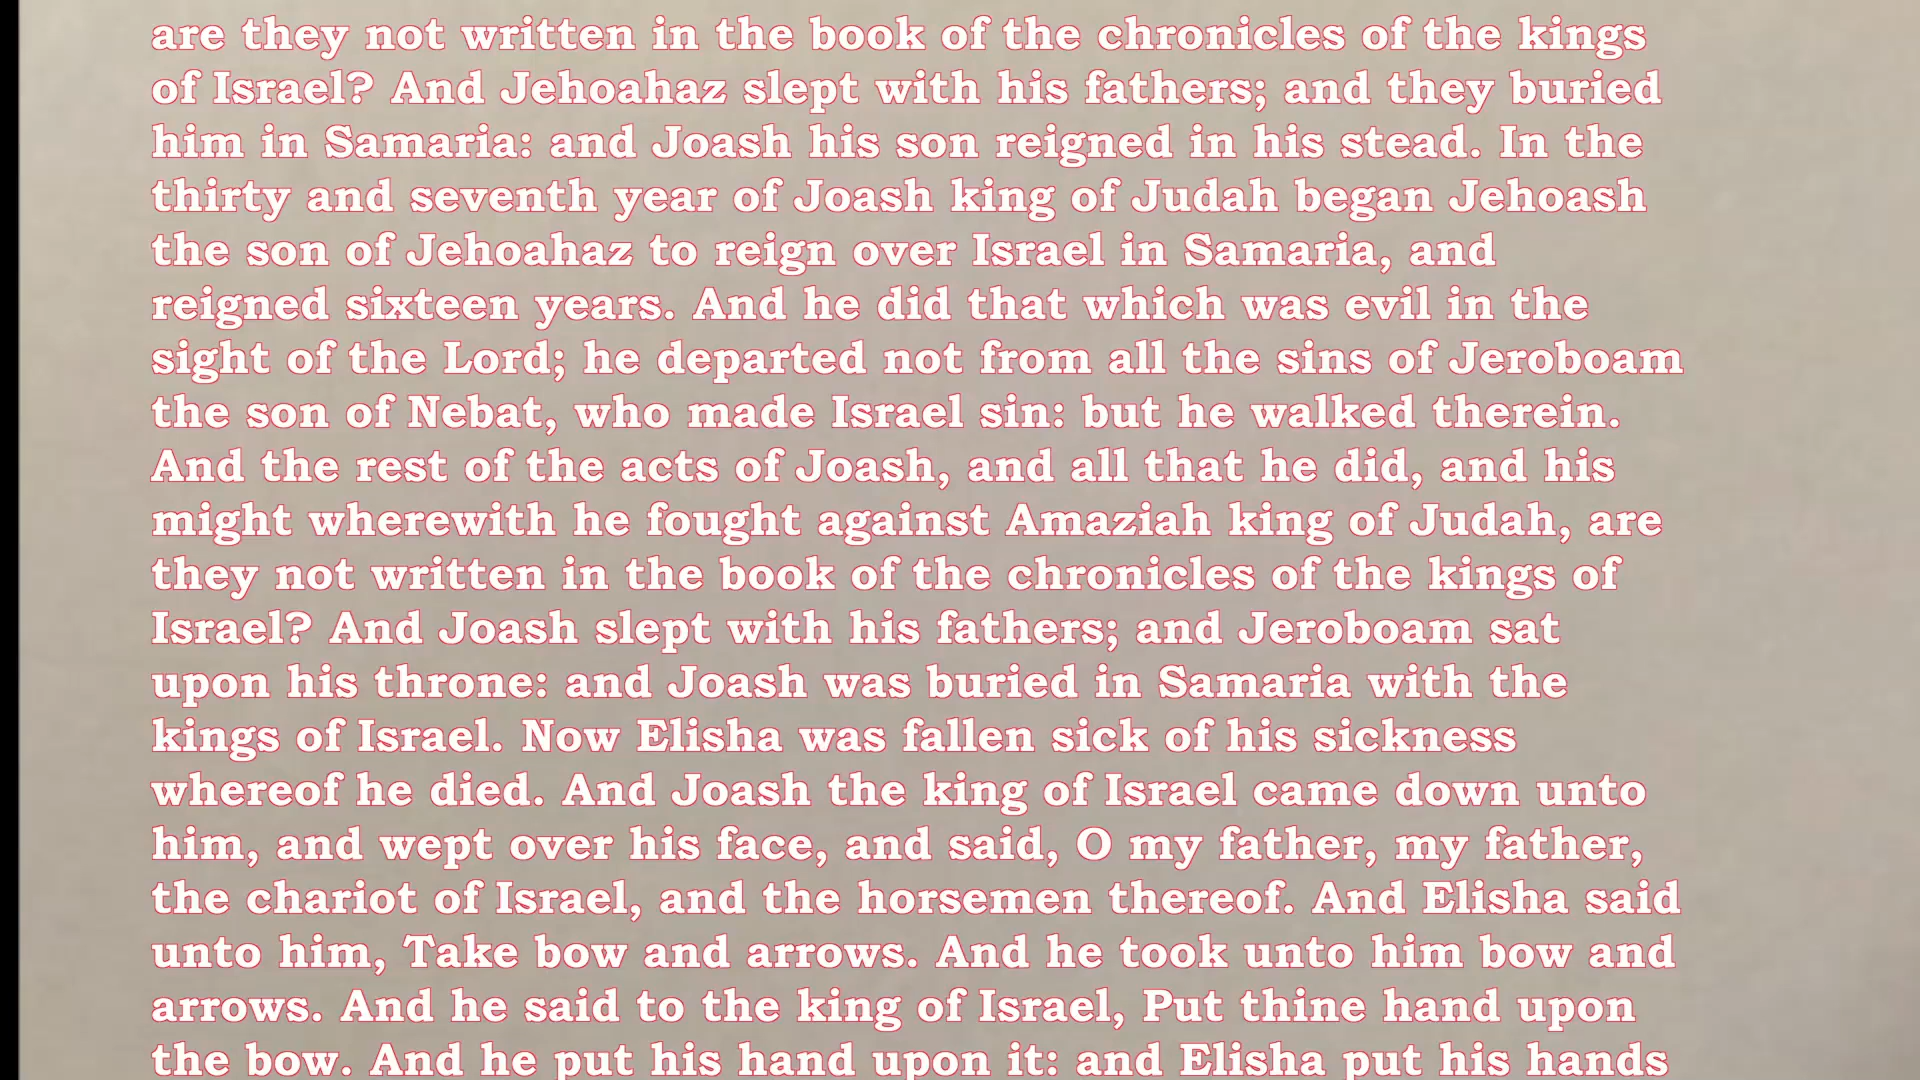 are they not written in the book of the chronicles of the kings
of Israel? And Jehoahaz slept with his fathers; and they buried
him in Samaria: and Joash his son reigned in his stead. In the
thirty and seventh year of Joash king of Judah began Jehoash
the son of Jehoahaz to reign over Israel in Samaria, and
reigned sixteen years. And he did that which was evil in the
sight of the Lord; he departed not from all the sins of Jeroboam
the son of Nebat, who made Israel sin: but he walked therein.
And the rest of the acts of Joash, and all that he did, and his
might wherewith he fought against Amaziah king of Judah, are
they not written in the book of the chronicles of the kings of
Israel? And Joash slept with his fathers; and Jeroboam sat
upon his throne: and Joash was buried in Samaria with the
kings of Israel. Now Elisha was fallen sick of his sickness
whereof he died. And Joash the king of Israel came down unto
him, and wept over his face, and said, O my father, my father,
the chariot of Israel, and the horsemen thereof. And Elisha said
unto him, Take bow and arrows. And he took unto him bow and
arrows. And he said to the king of Israel, Put thine hand upon
the bow. And he put his hand upon it: and Elisha put his hands